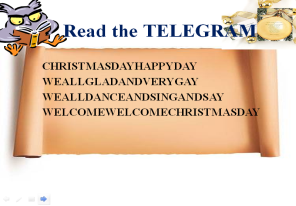 Read the TELEGRAM
CHRISTMASDAYHAPPYDAY
WEALLGLADANDVERYGAY
WEALLDANCEANDSINGANDSAY
WELCOMEWELCOMECHRISTMASDAY